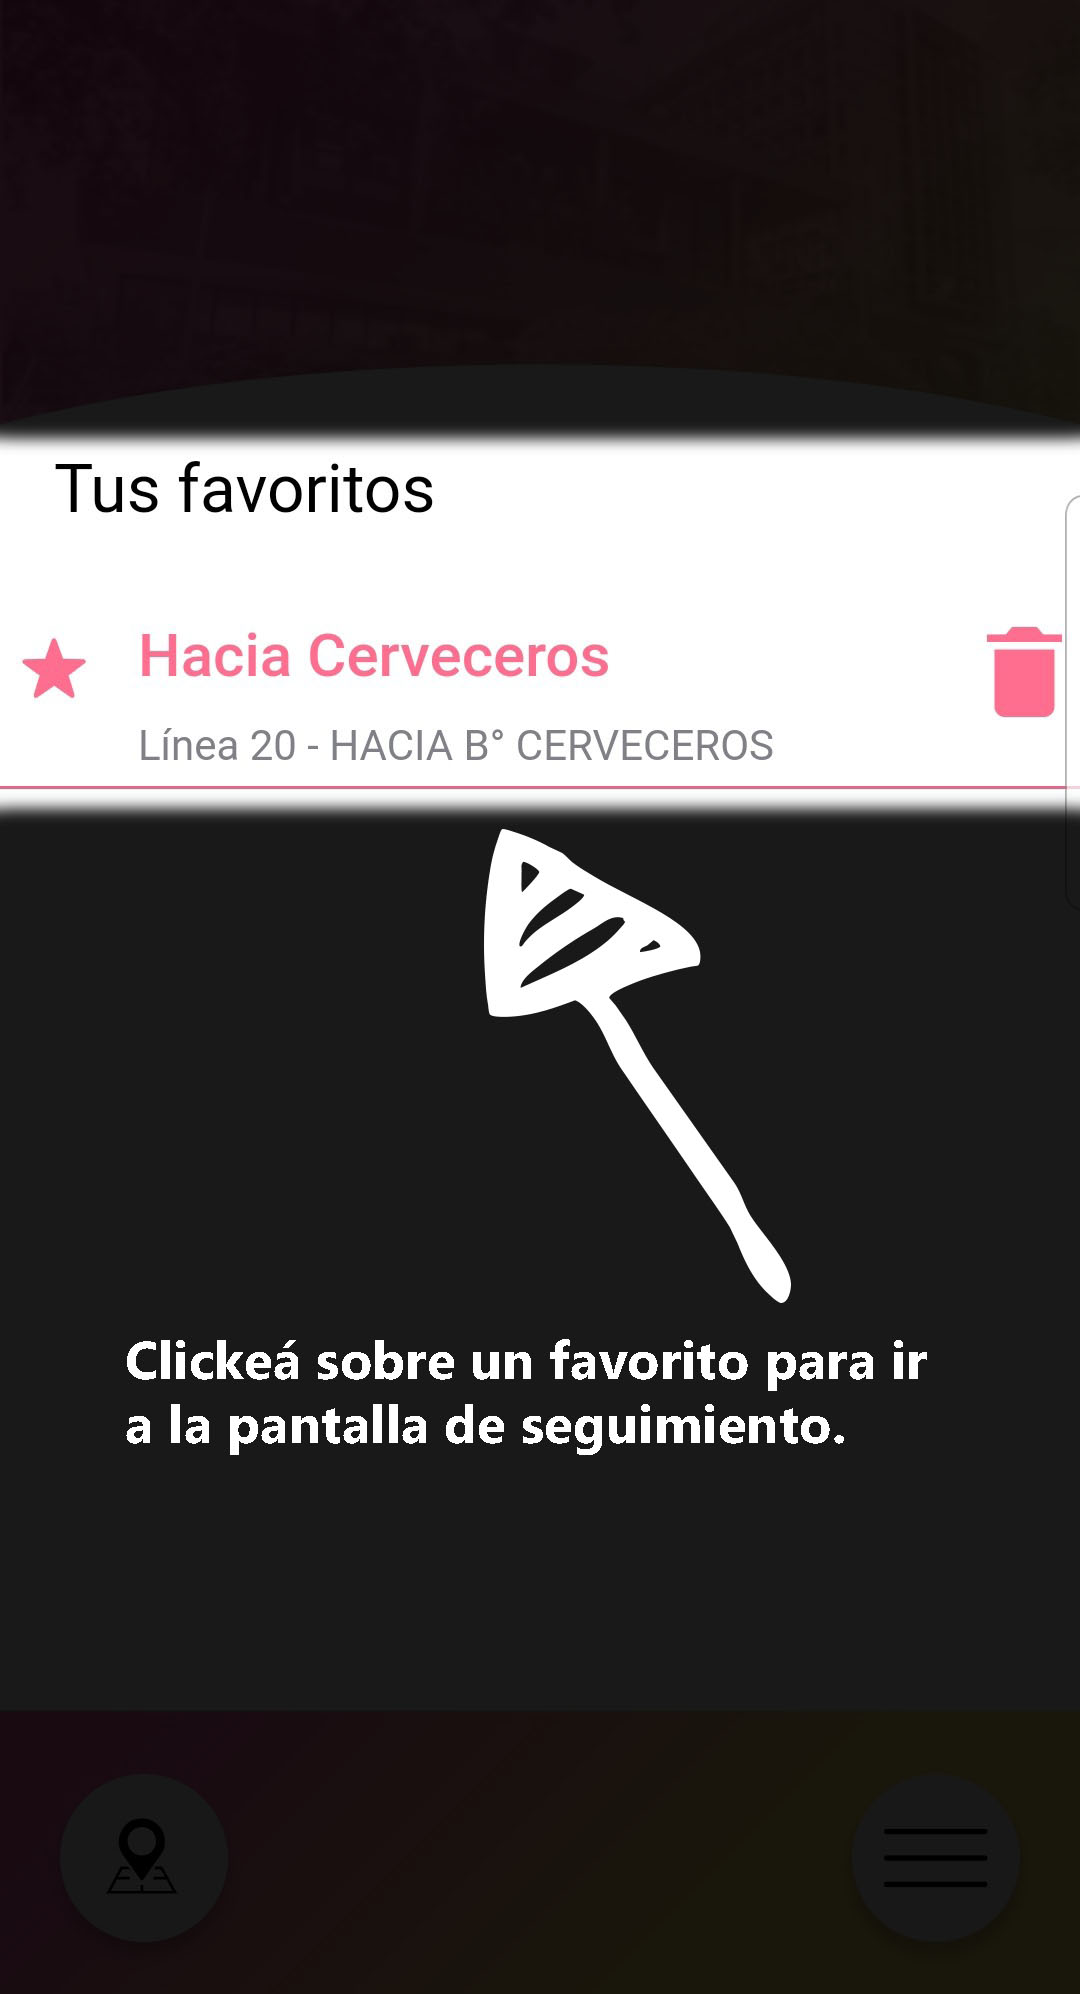 Tus favoritos
Hacia Cerveceros
Línea 20 - HACIA B° CERVECEROS
Clickeá sobre un favorito para ir
a la pantalla de seguimiento.